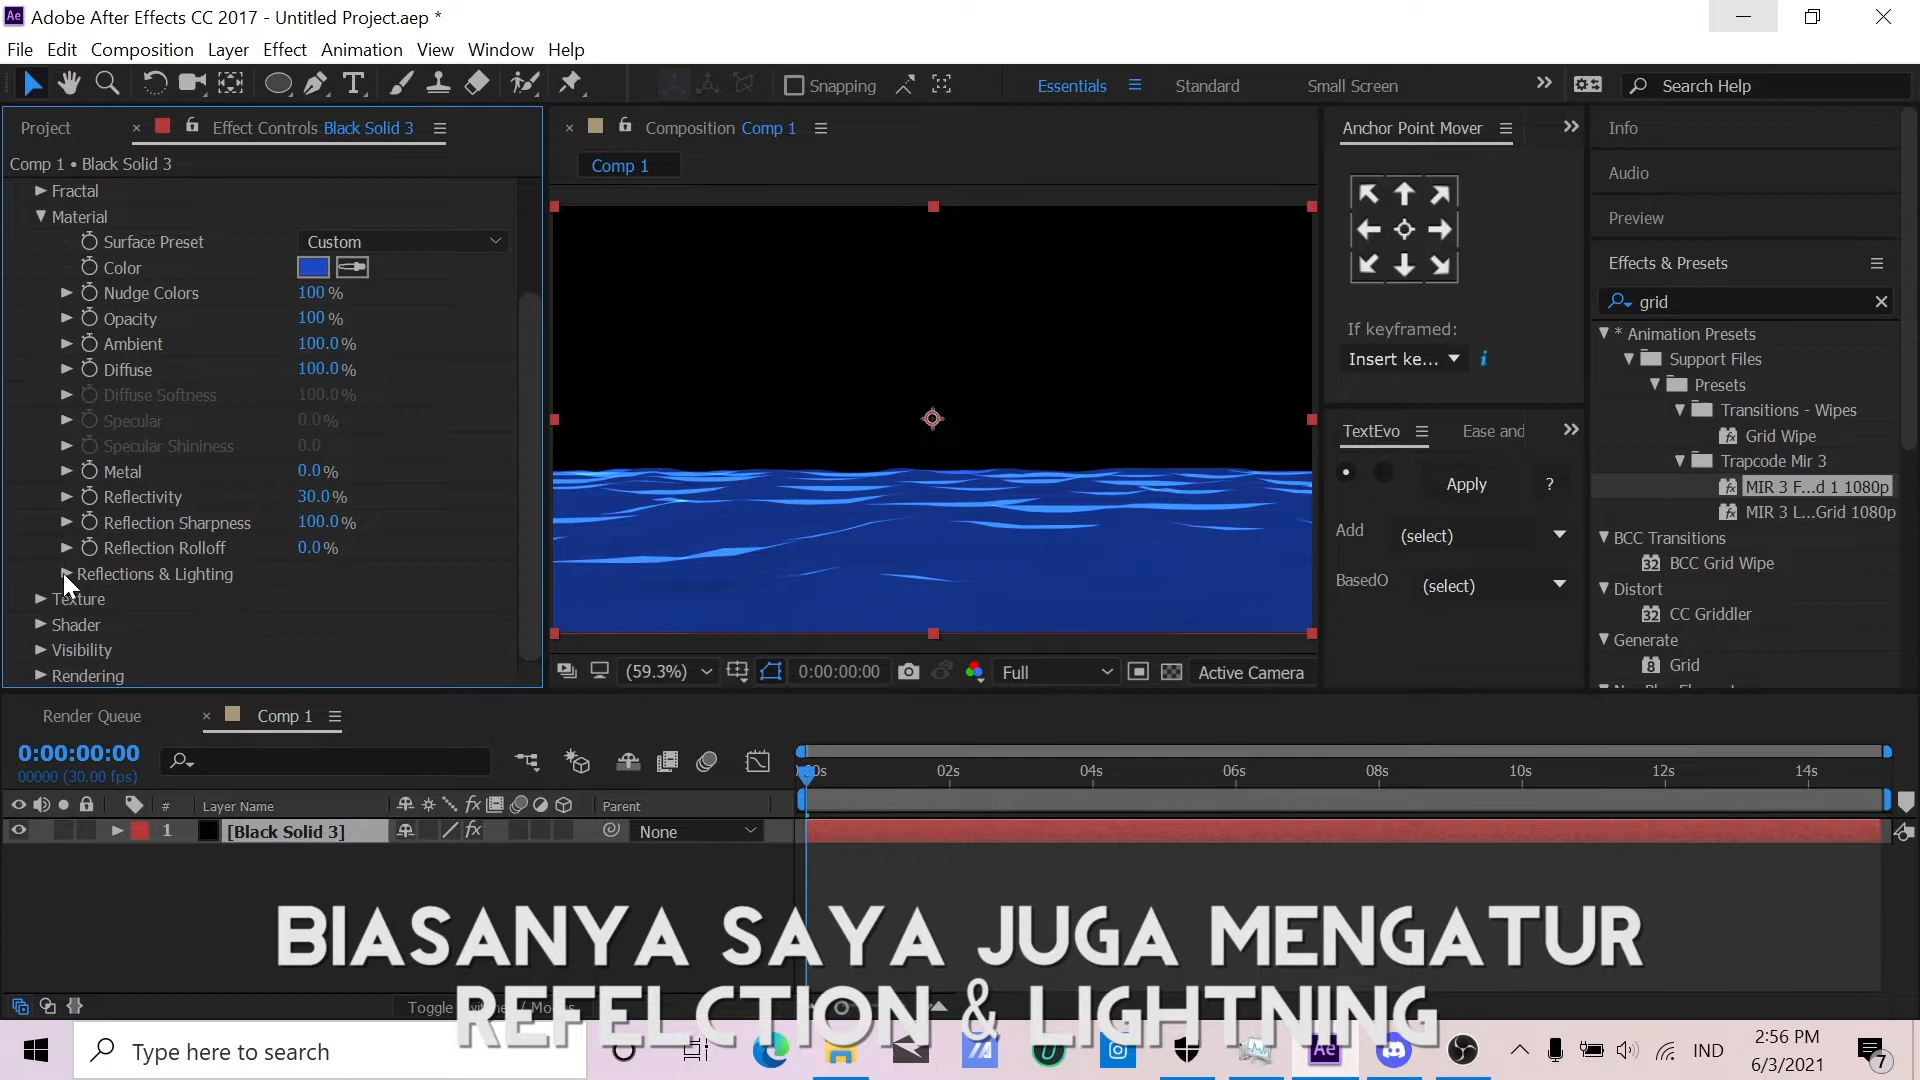 Ae Adobe After Effects CC 2017 - Untitled Project.aep *
File Edit Composition Layer Effect Animation View Window Help
Snapping Essentials Standard Small Screen Search Help
Project Effect Controls Black Solid 3
Comp 1 • Black Solid 3
Fractal
Material
Surface Preset Custom
Color
Nudge Colors 100 %
Opacity 100 %
Ambient 100.0 %
Diffuse 100.0 %
Diffuse Softness 100.0 %
Specular 0.0 %
Specular Shininess 0.0
Metal 0.0 %
Reflectivity 30.0 %
Reflection Sharpness 100.0 %
Reflection Rolloff 0.0 %
Reflections & Lighting
Texture
Shader
Visibility
Rendering
Composition Comp 1
Comp 1
(59.3%) 0:00:00:00 Full Active Camera
Anchor Point Mover
If keyframed:
Insert ke...
TextEvo Ease and
Apply ?
Add (select)
BasedO (select)
Info
Audio
Preview
Effects & Presets
grid
* Animation Presets
Support Files
Presets
Transitions - Wipes
Grid Wipe
Trapcode Mir 3
MIR 3 F...d 1 1080p
MIR 3 L...Grid 1080p
BCC Transitions
32 BCC Grid Wipe
Distort
32 CC Griddler
Generate
8 Grid
Render Queue Comp 1
0:00:00:00
00000 (30.00 fps)
02s 04s 06s 08s 10s 12s 14s
# Layer Name fx Parent
1 [Black Solid 3] fx None
BIASANYA SAYA JUGA MENGATUR
REFELCTION & LIGHTNING
Type here to search
Ae
IND
2:56 PM
6/3/2021
7